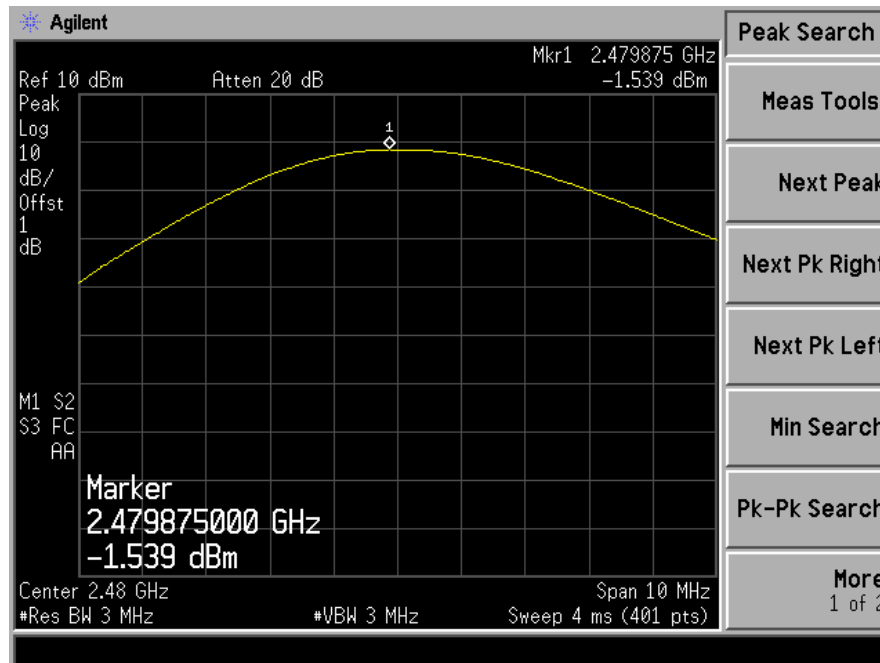 Agilent
Peak Search
Mkr1 2.479875 GHz
Ref 10 dBm Atten 20 dB -1.539 dBm
Peak
Log
10
dB/
Offst
1
dB
1
M1 S2
S3 FC
AA
Marker
2.479875000 GHz
-1.539 dBm
Center 2.48 GHz Span 10 MHz
#Res BW 3 MHz #VBW 3 MHz Sweep 4 ms (401 pts)
Meas Tools
Next Peak
Next Pk Right
Next Pk Left
Min Search
Pk-Pk Search
More
1 of 2